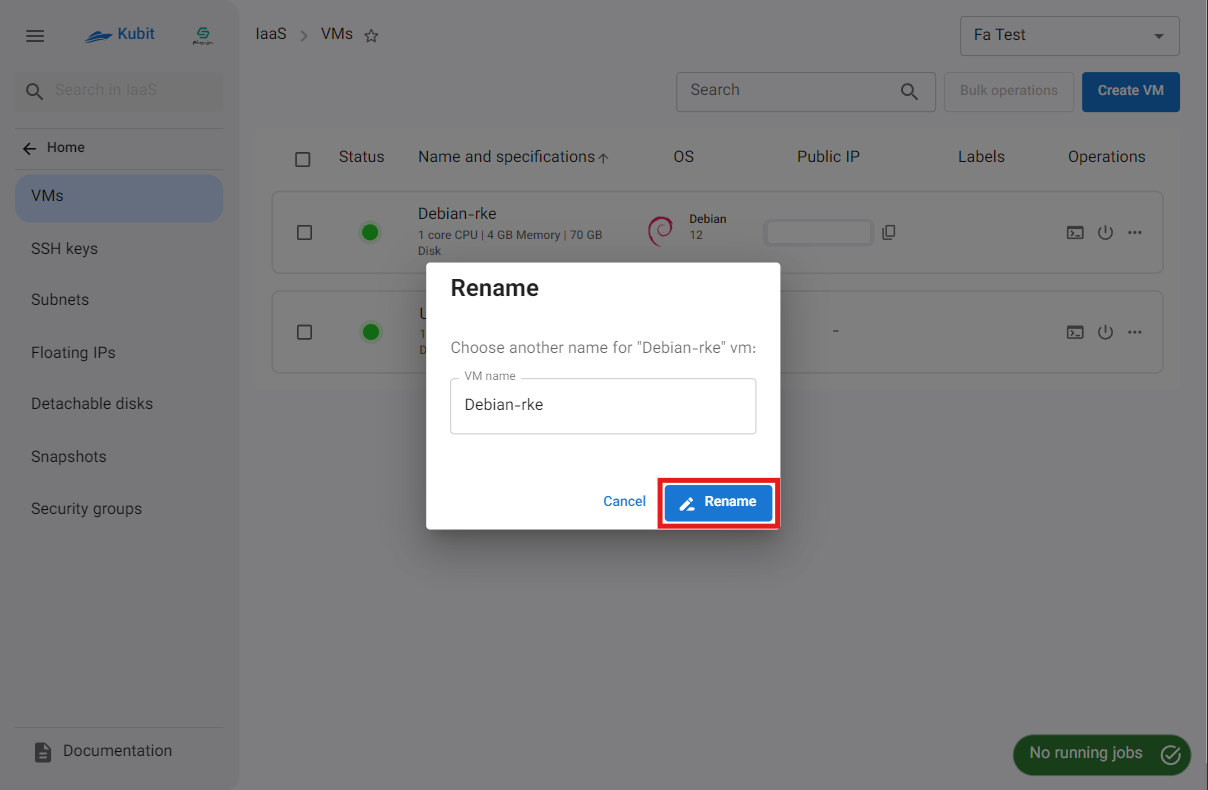 Kubit
IaaS > VMs
Fa Test
Search in IaaS
Search
Bulk operations
Create VM
Home
Status
Name and specifications
OS
Public IP
Labels
Operations
VMs
SSH keys
Subnets
Floating IPs
Detachable disks
Snapshots
Security groups
Debian-rke
1 core CPU | 4 GB Memory | 70 GB
Disk
Debian
12
-
Rename
Choose another name for "Debian-rke" vm:
VM name
Debian-rke
Cancel
Rename
Documentation
No running jobs